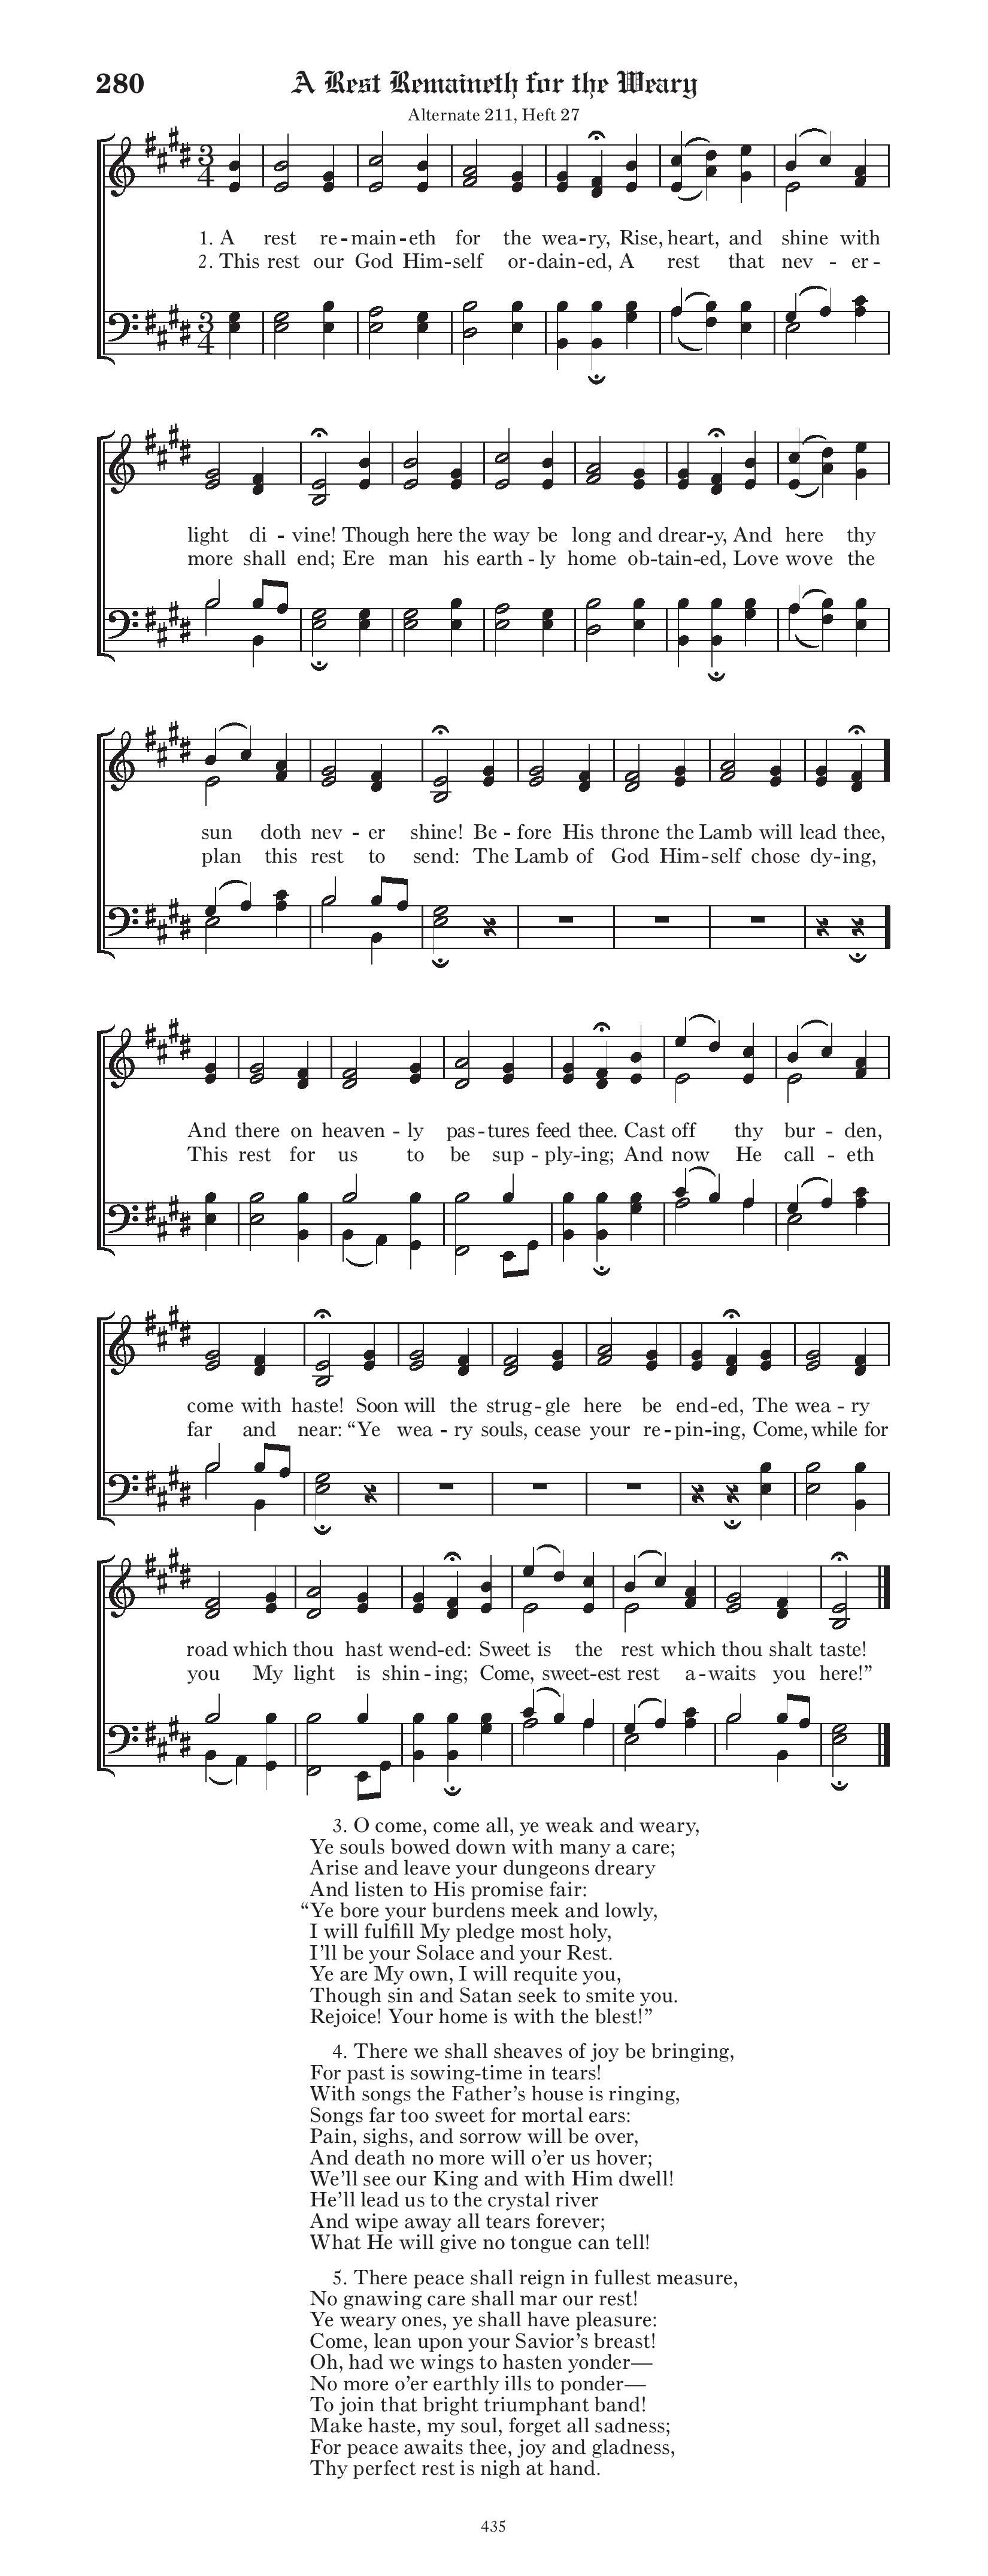 280 A Rest Remaineth for the Weary
Alternate 211, Heft 27
1. A rest re-main-eth for the wea-ry, Rise, heart, and shine with
2. This rest our God Him-self or-dain-ed, A rest that nev - er -
light di - vine! Though here the way be long and drear-y, And here thy
more shall end; Ere man his earth - ly home ob-tain-ed, Love wove the
sun doth nev - er shine! Be - fore His throne the Lamb will lead thee,
plan this rest to send: The Lamb of God Him-self chose dy-ing,
And there on heaven - ly pas-tures feed thee. Cast off thy bur - den,
This rest for us to be sup - ply-ing; And now He call - eth
come with haste! Soon will the strug-gle here be end-ed, The wea - ry
far and near: “Ye wea - ry souls, cease your re-pin-ing, Come, while for
road which thou hast wend-ed: Sweet is the rest which thou shalt taste!
you My light is shin-ing; Come, sweet-est rest a-waits you here!”
3. O come, come all, ye weak and weary,
Ye souls bowed down with many a care;
Arise and leave your dungeons dreary
And listen to His promise fair:
“Ye bore your burdens meek and lowly,
I will fulfill My pledge most holy,
I’ll be your Solace and your Rest.
Ye are My own, I will requite you,
Though sin and Satan seek to smite you.
Rejoice! Your home is with the blest!”
4. There we shall sheaves of joy be bringing,
For past is sowing-time in tears!
With songs the Father’s house is ringing,
Songs far too sweet for mortal ears:
Pain, sighs, and sorrow will be over,
And death no more will o’er us hover;
We’ll see our King and with Him dwell!
He’ll lead us to the crystal river
And wipe away all tears forever;
What He will give no tongue can tell!
5. There peace shall reign in fullest measure,
No gnawing care shall mar our rest!
Ye weary ones, ye shall have pleasure:
Come, lean upon your Savior’s breast!
Oh, had we wings to hasten yonder—
No more o’er earthly ills to ponder—
To join that bright triumphant band!
Make haste, my soul, forget all sadness;
For peace awaits thee, joy and gladness,
Thy perfect rest is nigh at hand.
435